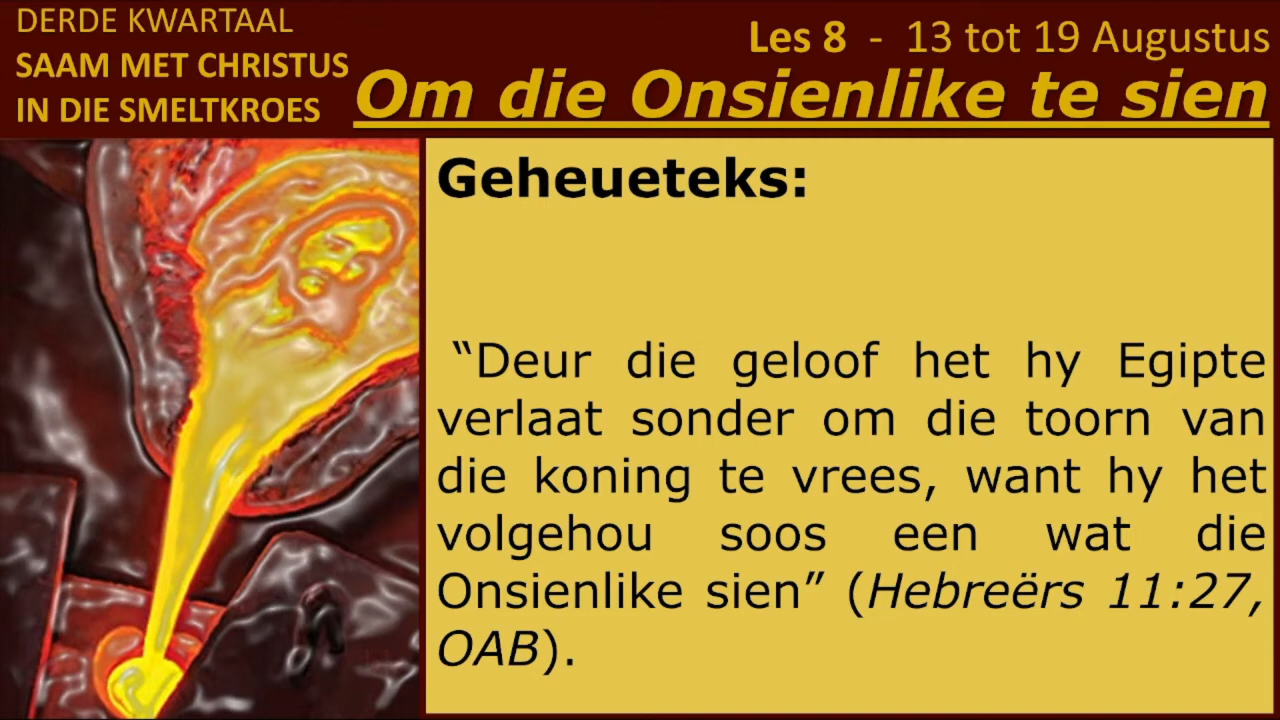 DERDE KWARTAAL
SAAM MET CHRISTUS
IN DIE SMELTKROES
Les 8 - 13 tot 19 Augustus
Om die Onsienlike te sien
Geheueteks:
“Deur die geloof het hy Egipte
verlaat sonder om die toorn van
die koning te vrees, want hy het
volgehou soos een wat die
Onsienlike sien” (Hebreërs 11:27,
OAB).